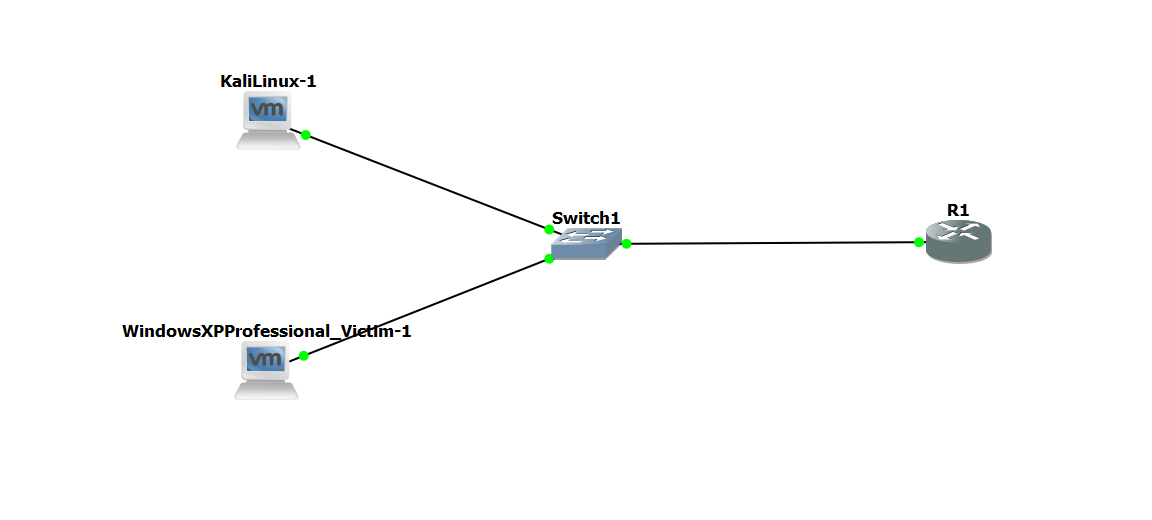 KaliLinux-1
vm
R1
Switch1
WindowsXPProfessional_Victim-1
vm